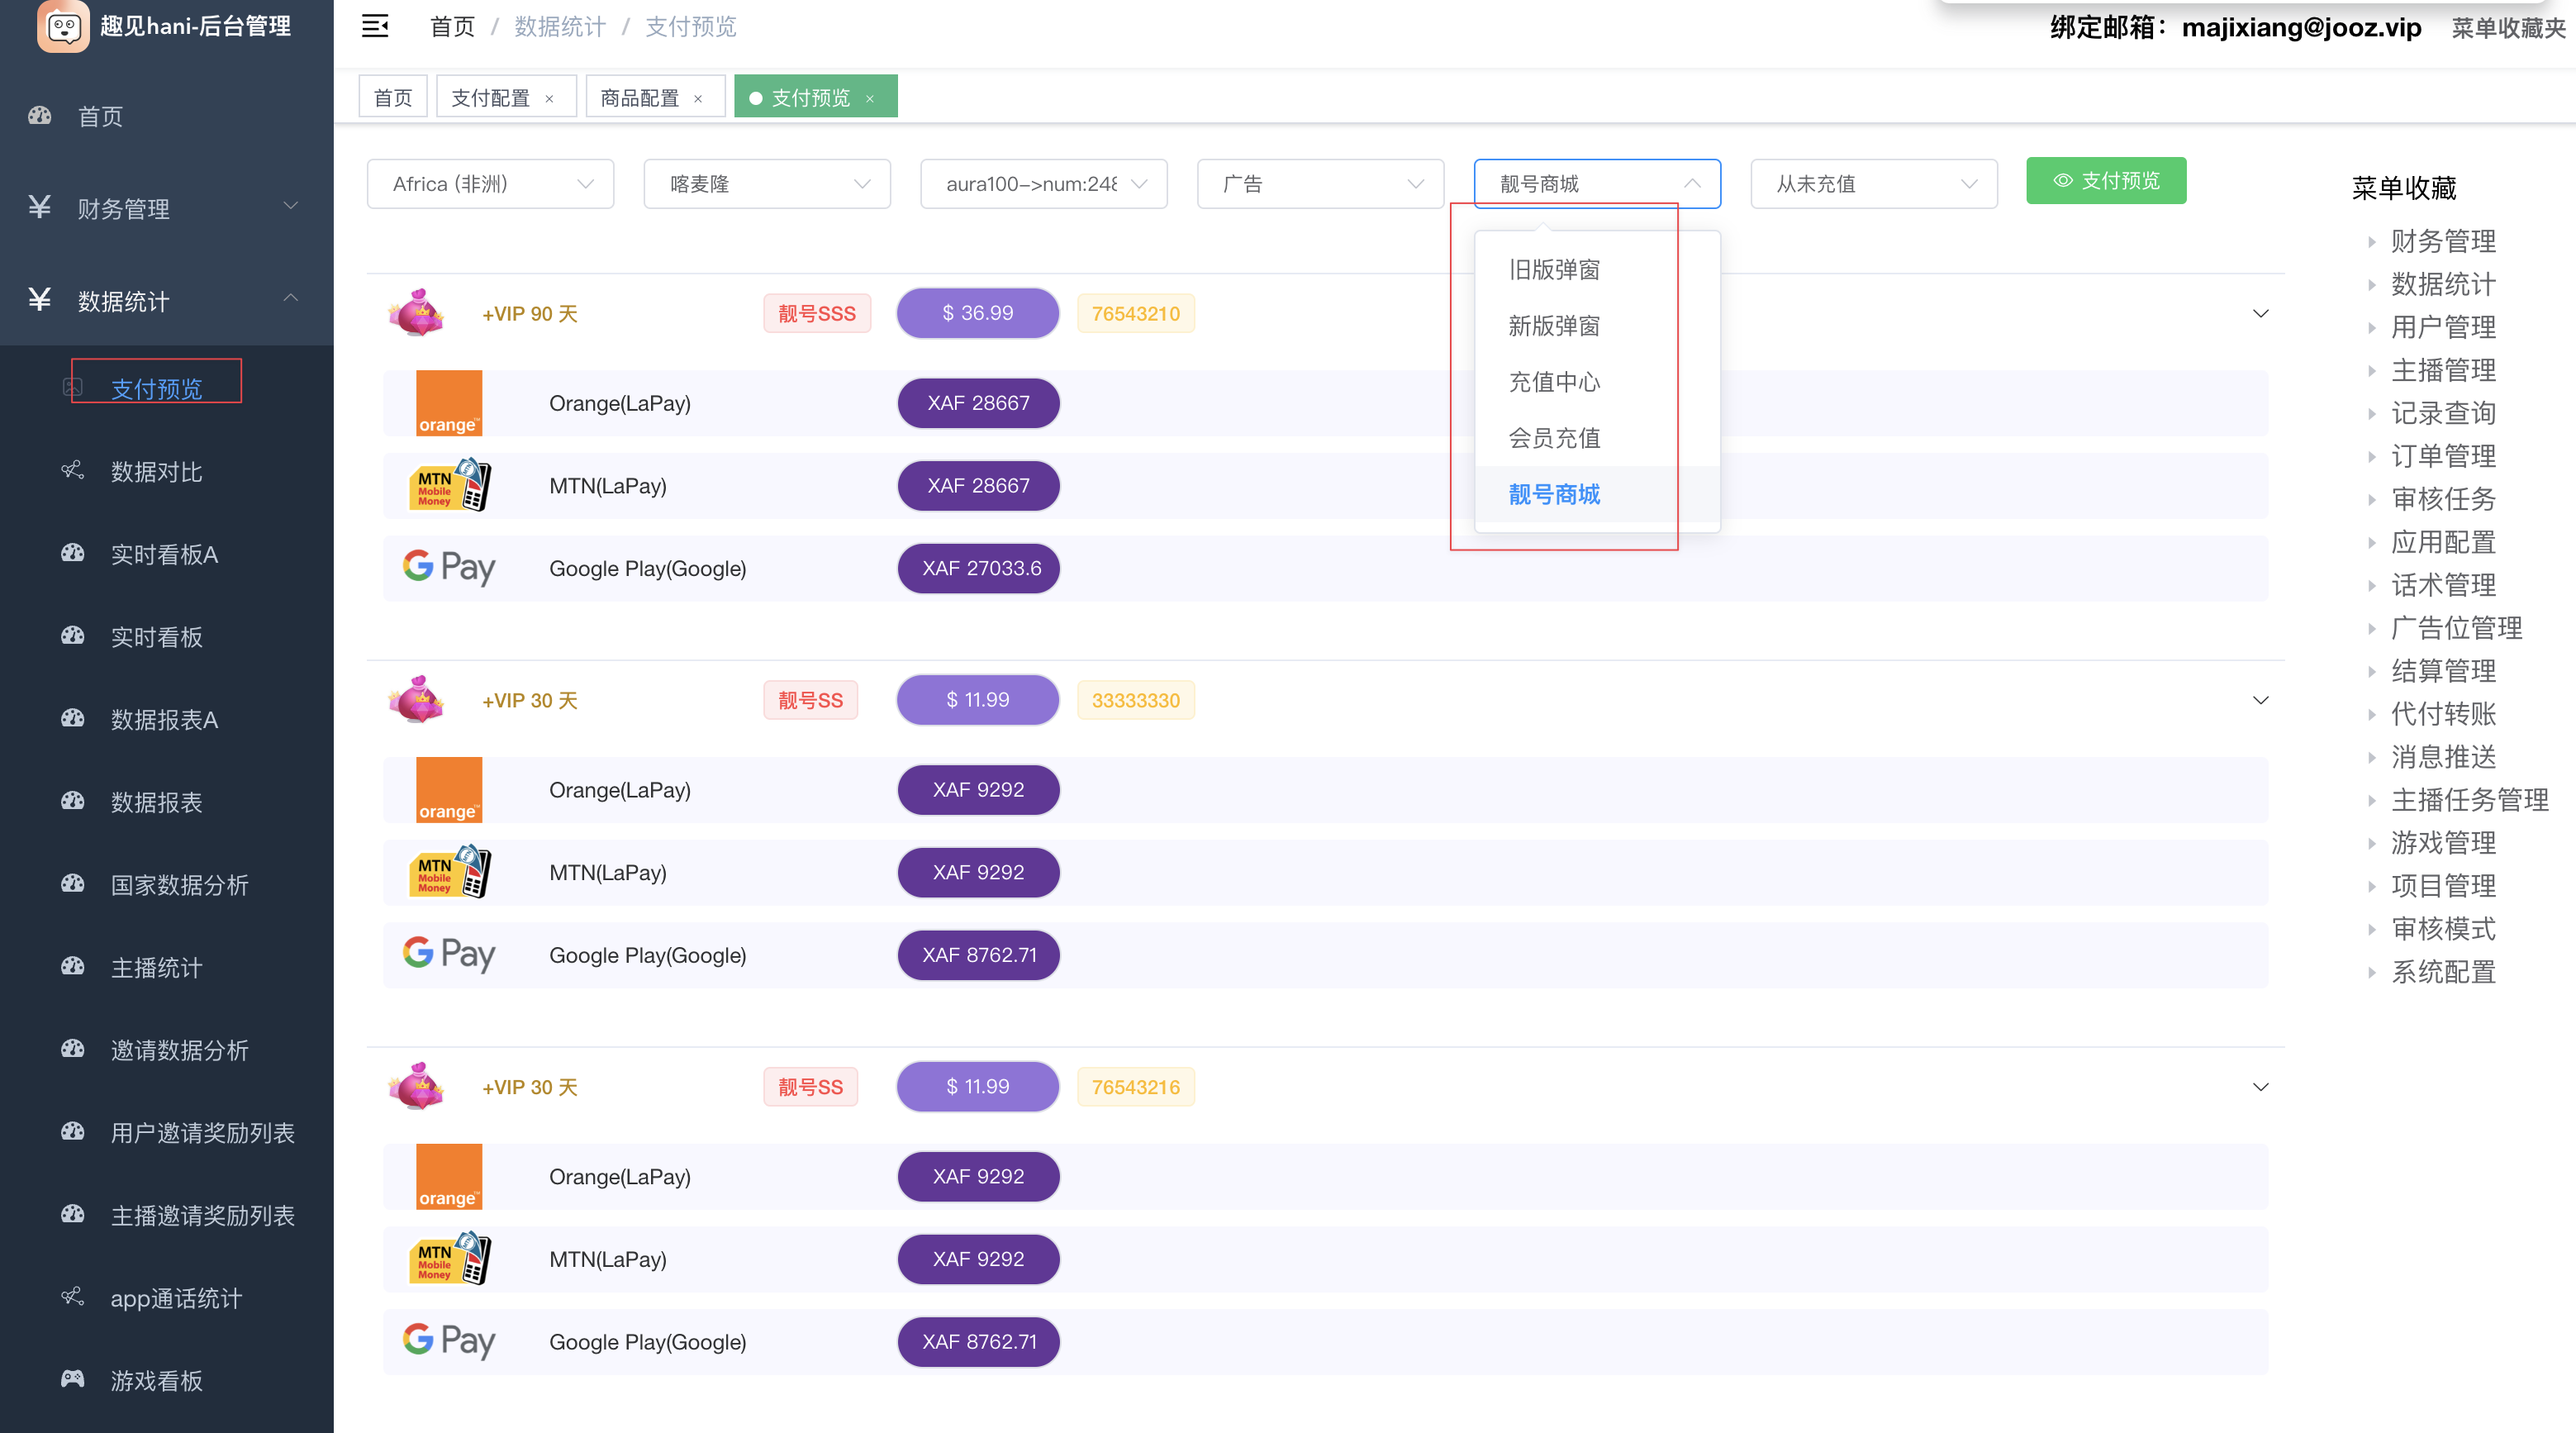 趣见hani-后台管理
首页 / 数据统计 / 支付预览
绑定邮箱：majixiang@jooz.vip
菜单收藏夹
首页
支付配置 ×
商品配置 ×
支付预览 ×
首页
财务管理
数据统计
支付预览
数据对比
实时看板A
实时看板
数据报表A
数据报表
国家数据分析
主播统计
邀请数据分析
用户邀请奖励列表
主播邀请奖励列表
app通话统计
游戏看板
Africa (非洲)
喀麦隆
aura100->num:248
广告
靓号商城
从未充值
支付预览
旧版弹窗
新版弹窗
充值中心
会员充值
靓号商城
+VIP 90 天
靓号SSS
$ 36.99
76543210
orange™
Orange(LaPay)
XAF 28667
MTN
Mobile
Money
MTN(LaPay)
XAF 28667
G Pay
Google Play(Google)
XAF 27033.6
+VIP 30 天
靓号SS
$ 11.99
33333330
orange™
Orange(LaPay)
XAF 9292
MTN
Mobile
Money
MTN(LaPay)
XAF 9292
G Pay
Google Play(Google)
XAF 8762.71
+VIP 30 天
靓号SS
$ 11.99
76543216
orange™
Orange(LaPay)
XAF 9292
MTN
Mobile
Money
MTN(LaPay)
XAF 9292
G Pay
Google Play(Google)
XAF 8762.71
菜单收藏
财务管理
数据统计
用户管理
主播管理
记录查询
订单管理
审核任务
应用配置
话术管理
广告位管理
结算管理
代付转账
消息推送
主播任务管理
游戏管理
项目管理
审核模式
系统配置